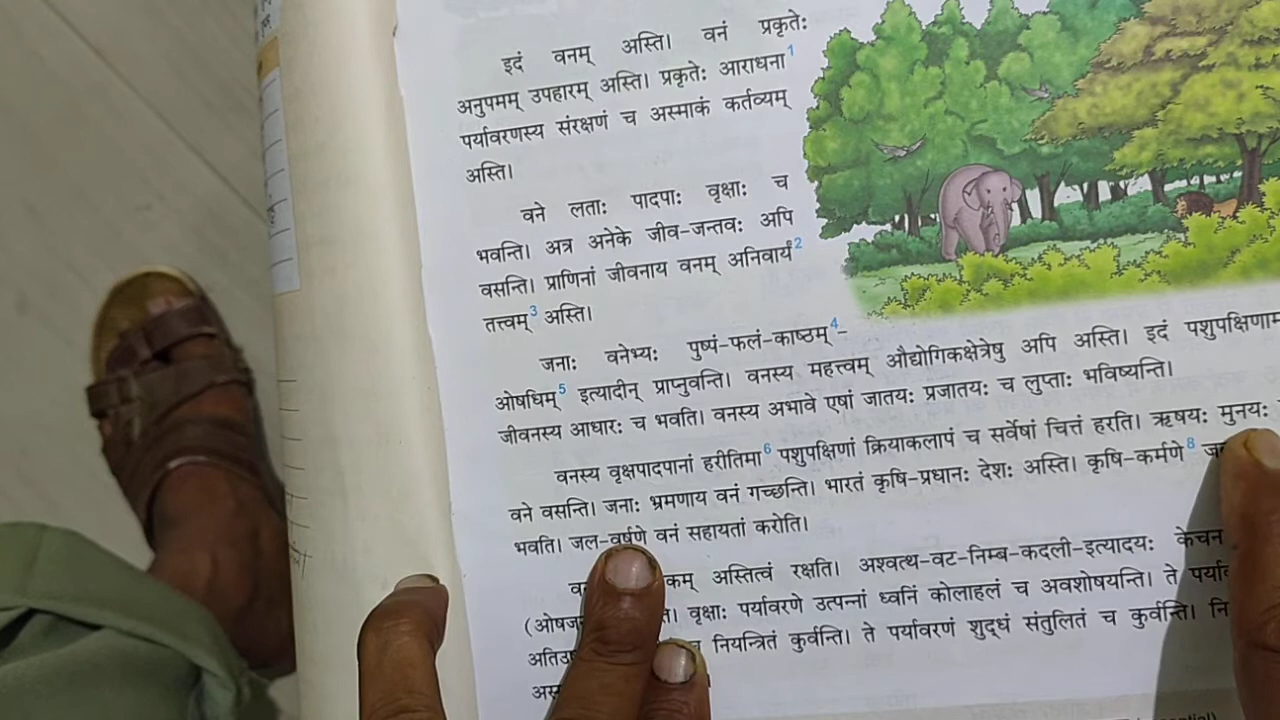 इदं वनम् अस्ति। वनं प्रकृतेः
अनुपमम् उपहारम् अस्ति। प्रकृतेः आराधना1
पर्यावरणस्य संरक्षणं च अस्माकं कर्तव्यम्
अस्ति।
वने लताः पादपाः वृक्षाः च
भवन्ति। अत्र अनेके जीव-जन्तवः अपि
वसन्ति। प्राणिनां जीवनाय वनम् अनिवार्यं2
तत्त्वम्3 अस्ति।
जनाः वनेभ्यः पुष्पं-फलं-काष्ठम्4-
ओषधिम्5 इत्यादीन् प्राप्नुवन्ति। वनस्य महत्त्वम् औद्योगिकक्षेत्रेषु अपि अस्ति। इदं पशुपक्षिणाम्
जीवनस्य आधारः च भवति। वनस्य अभावे एषां जातयः प्रजातयः च लुप्ताः भविष्यन्ति।
वनस्य वृक्षपादपानां हरीतिमा6 पशुपक्षिणां क्रियाकलापं च सर्वेषां चित्तं हरति। ऋषयः मुनयः
वने वसन्ति। जनाः भ्रमणाय वनं गच्छन्ति। भारतं कृषि-प्रधानः देशः अस्ति। कृषि-कर्मणे8
भवति। जल-वर्षणे वनं सहायतां करोति।
अस्तित्वं रक्षति। अश्वत्थ-वट-निम्ब-कदली-इत्यादयः केचन
वृक्षाः पर्यावरणे उत्पन्नां ध्वनिं कोलाहलं च अवशोषयन्ति। ते
नियन्त्रितं कुर्वन्ति। ते पर्यावरणं शुद्धं संतुलितं च कुर्वन्ति।